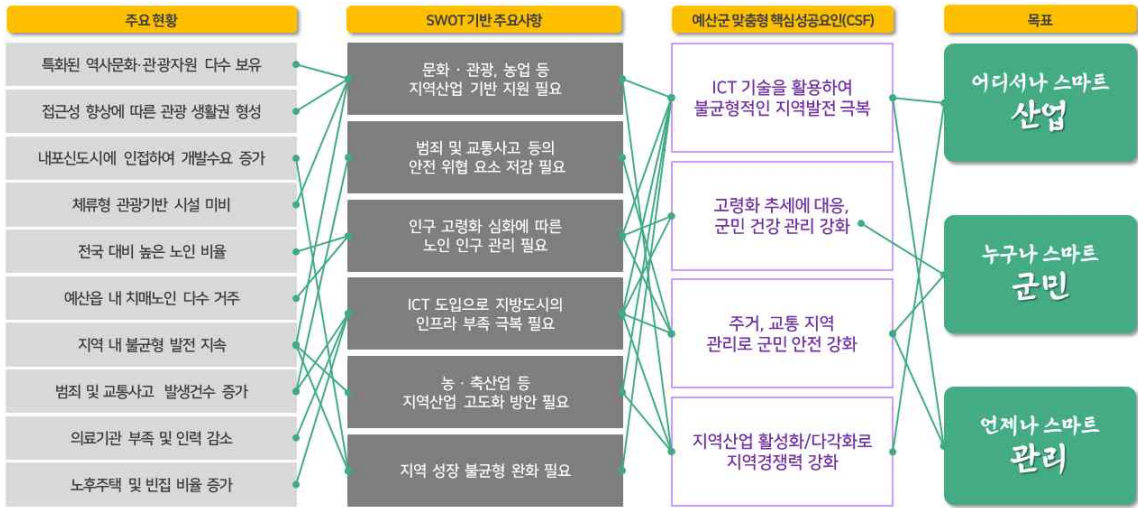 주요 현황
특화된 역사문화·관광자원 다수 보유
접근성 향상에 따른 관광 생활권 형성
내포신도시에 인접하여 개발수요 증가
체류형 관광기반 시설 미비
전국 대비 높은 노인 비율
예산읍 내 치매노인 다수 거주
지역 내 불균형 발전 지속
범죄 및 교통사고 발생건수 증가
의료기관 부족 및 인력 감소
노후주택 및 빈집 비율 증가
SWOT 기반 주요사항
문화 · 관광, 농업 등
지역산업 기반 지원 필요
범죄 및 교통사고 등의
안전 위협 요소 저감 필요
인구 고령화 심화에 따른
노인 인구 관리 필요
ICT 도입으로 지방도시의
인프라 부족 극복 필요
농 · 축산업 등
지역산업 고도화 방안 필요
지역 성장 불균형 완화 필요
예산군 맞춤형 핵심성공요인(CSF)
ICT 기술을 활용하여
불균형적인 지역발전 극복
고령화 추세에 대응,
군민 건강 관리 강화
주거, 교통 지역
관리로 군민 안전 강화
지역산업 활성화/다각화로
지역경쟁력 강화
목표
어디서나 스마트
산업
누구나 스마트
군민
언제나 스마트
관리